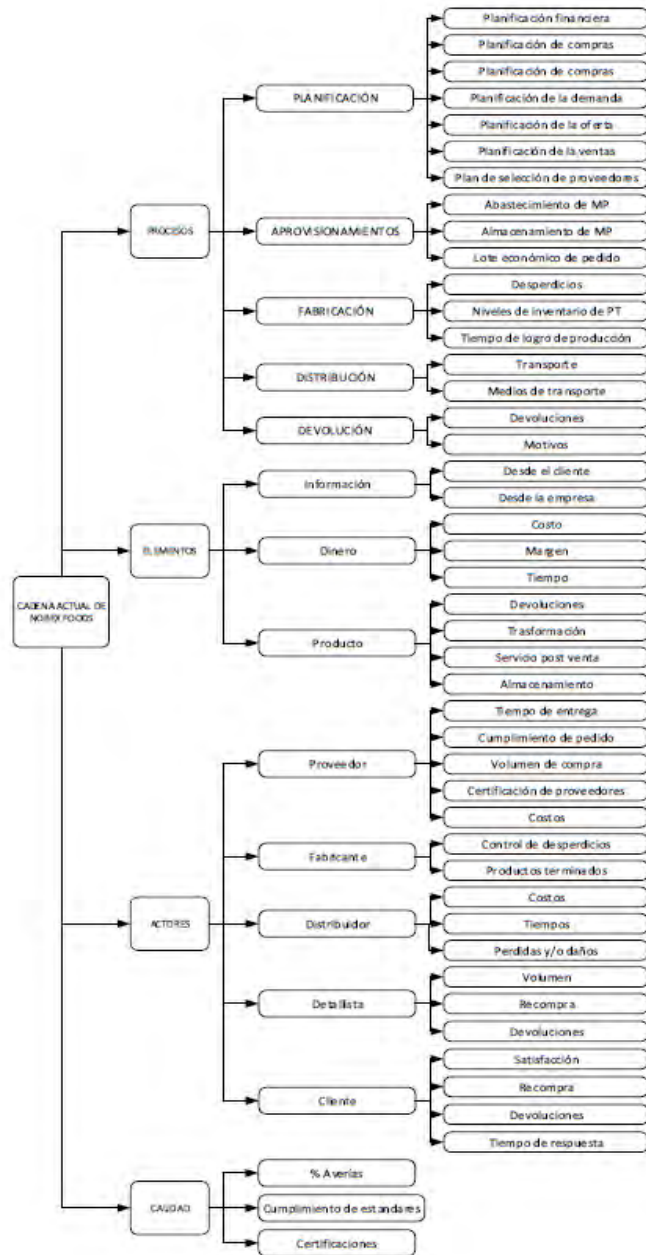 Planificación financiera
Planificación de compras
Planificación de compras
PLANIFICACIÓN
Planificación de la demanda
Planificación de la oferta
Planificación de la ventas
Plan de selección de proveedores
Abastecimiento de MP
PROCESOS
APROVISIONAMIENTOS
Almacenamiento de MP
Lote económico de pedido
Desperdicios
FABRICACIÓN
Niveles de inventario de PT
Tiempo de logro de producción
Transporte
DISTRIBUCIÓN
Medios de transporte
Devoluciones
DEVOLUCIÓN
Motivos
Desde el cliente
Información
Desde la empresa
Costo
ELEMENTOS
Dinero
Margen
Tiempo
CADENA ACTUAL DE
Devoluciones
Trasformación
Producto
Servicio post venta
Almacenamiento
Tiempo de entrega
Cumplimiento de pedido
Proveedor
Volumen de compra
Certificación de proveedores
Costos
Control de desperdicios
Fabricante
Productos terminados
Costos
ACTORES
Distribuidor
Tiempos
Perdidas y/o daños
Volumen
Detallista
Recompra
Devoluciones
Satisfacción
Recompra
Cliente
Devoluciones
Tiempo de respuesta
% Averías
CALIDAD
Cumplimiento de estandares
Certificaciones